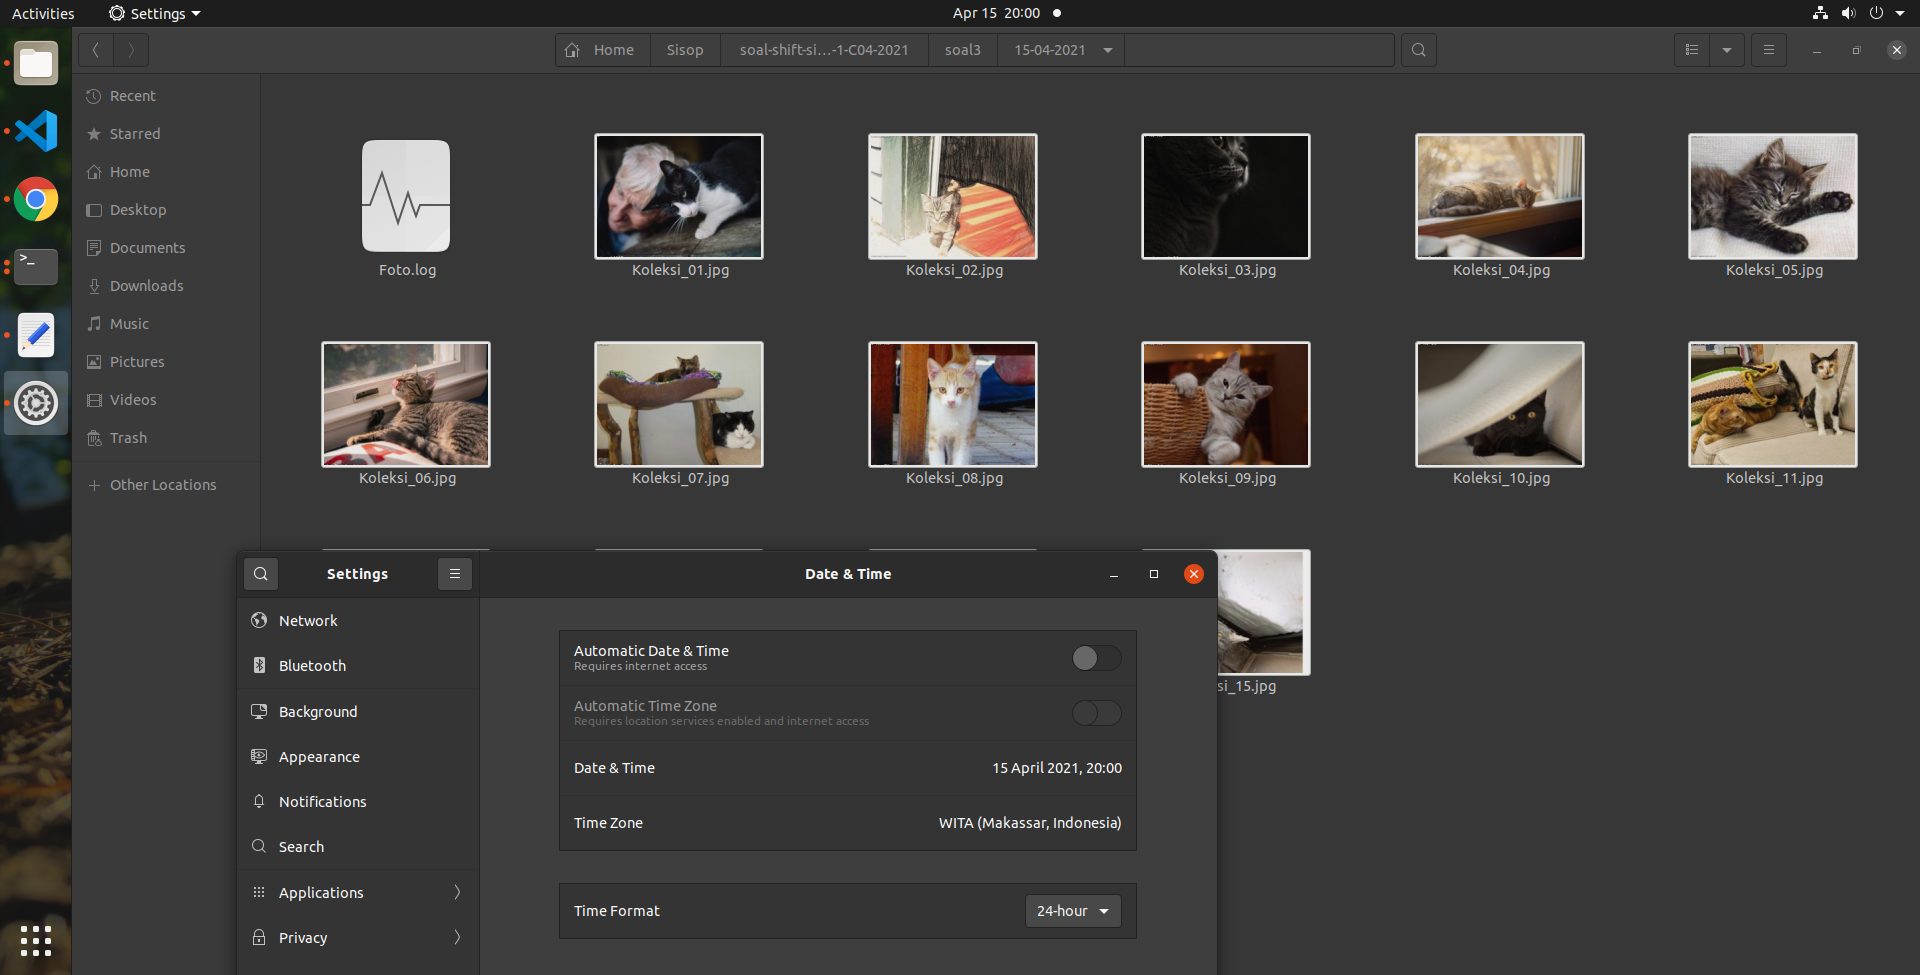 Activities
Settings
Apr 15 20:00
Home
Sisop
soal-shift-si...-1-C04-2021
soal3
15-04-2021
Recent
Starred
Home
Desktop
Documents
Downloads
Music
Pictures
Videos
Trash
Other Locations
Foto.log
Koleksi_01.jpg
Koleksi_02.jpg
Koleksi_03.jpg
Koleksi_04.jpg
Koleksi_05.jpg
Koleksi_06.jpg
Koleksi_07.jpg
Koleksi_08.jpg
Koleksi_09.jpg
Koleksi_10.jpg
Koleksi_11.jpg
si_15.jpg
Settings
Network
Bluetooth
Background
Appearance
Notifications
Search
Applications
Privacy
Date & Time
Automatic Date & Time
Requires internet access
Automatic Time Zone
Requires location services enabled and internet access
Date & Time
15 April 2021, 20:00
Time Zone
WITA (Makassar, Indonesia)
Time Format
24-hour